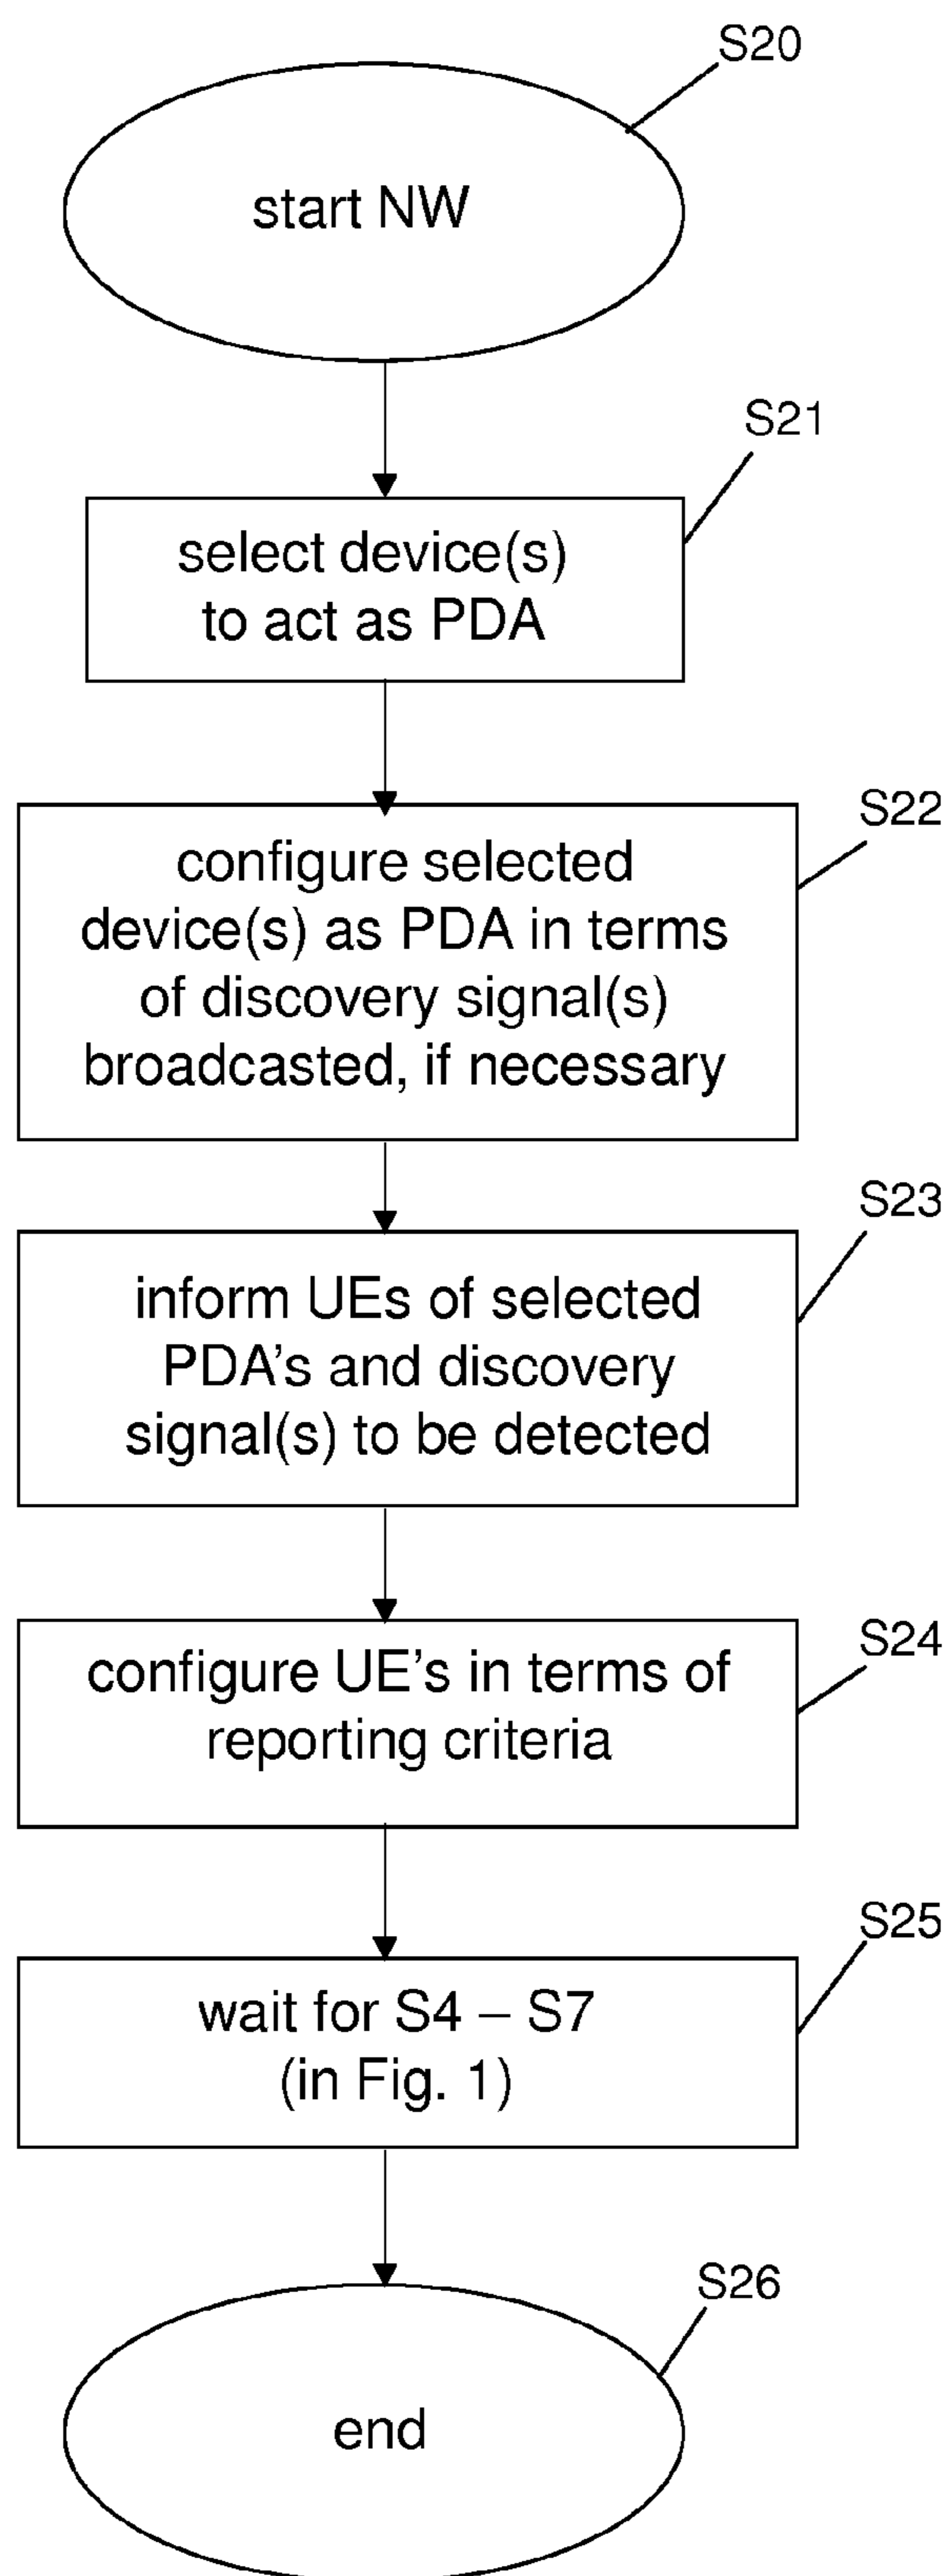 S20
start NW
S21
select device(s)
to act as PDA
S22
configure selected
device(s) as PDA in terms
of discovery signal(s)
broadcasted, if necessary
S23
inform UEs of selected
PDA's and discovery
signal(s) to be detected
S24
configure UE's in terms of
reporting criteria
S25
wait for S4 – S7
(in Fig. 1)
S26
end